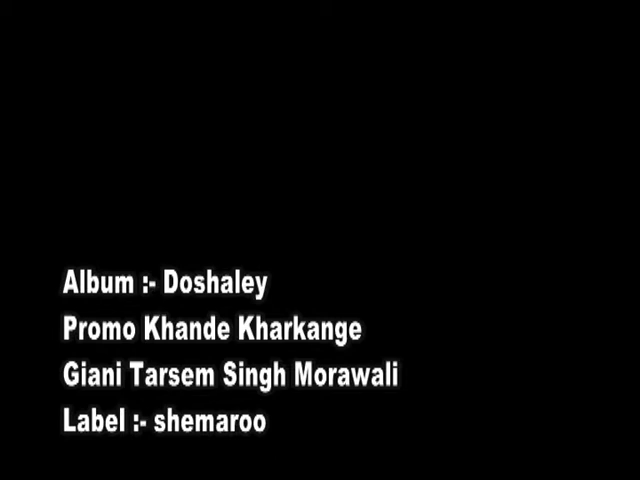 Album :- Doshaley
Promo Khande Kharkange
Giani Tarsem Singh Morawali
Label :- shemaroo